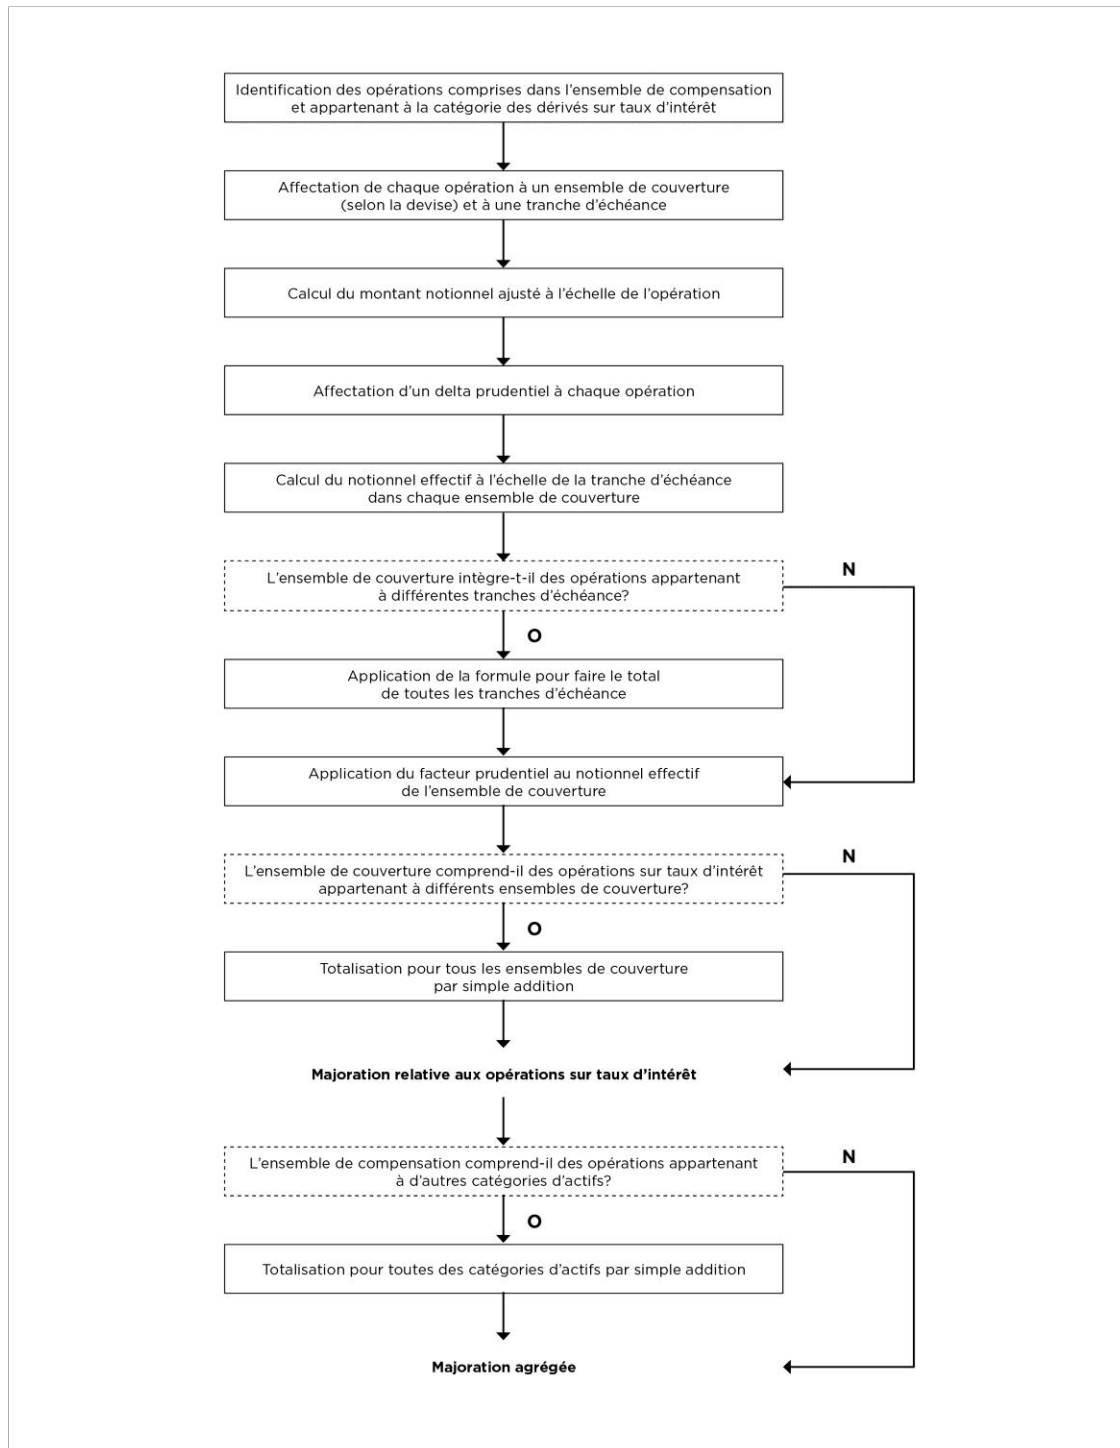 Identification des opérations comprises dans l'ensemble de compensation
et appartenant à la catégorie des dérivés sur taux d'intérêt
Affectation de chaque opération à un ensemble de couverture
(selon la devise) et à une tranche d'échéance
Calcul du montant notionnel ajusté à l'échelle de l'opération
Affectation d'un delta prudentiel à chaque opération
Calcul du notionnel effectif à l'échelle de la tranche d'échéance
dans chaque ensemble de couverture
L'ensemble de couverture intègre-t-il des opérations appartenant
à différentes tranches d'échéance?
N
O
Application de la formule pour faire le total
de toutes les tranches d'échéance
Application du facteur prudentiel au notionnel effectif
de l'ensemble de couverture
L'ensemble de couverture comprend-il des opérations sur taux d'intérêt
appartenant à différents ensembles de couverture?
N
O
Totalisation pour tous les ensembles de couverture
par simple addition
Majoration relative aux opérations sur taux d'intérêt
L'ensemble de compensation comprend-il des opérations appartenant
à d'autres catégories d'actifs?
N
O
Totalisation pour toutes des catégories d'actifs par simple addition
Majoration agrégée